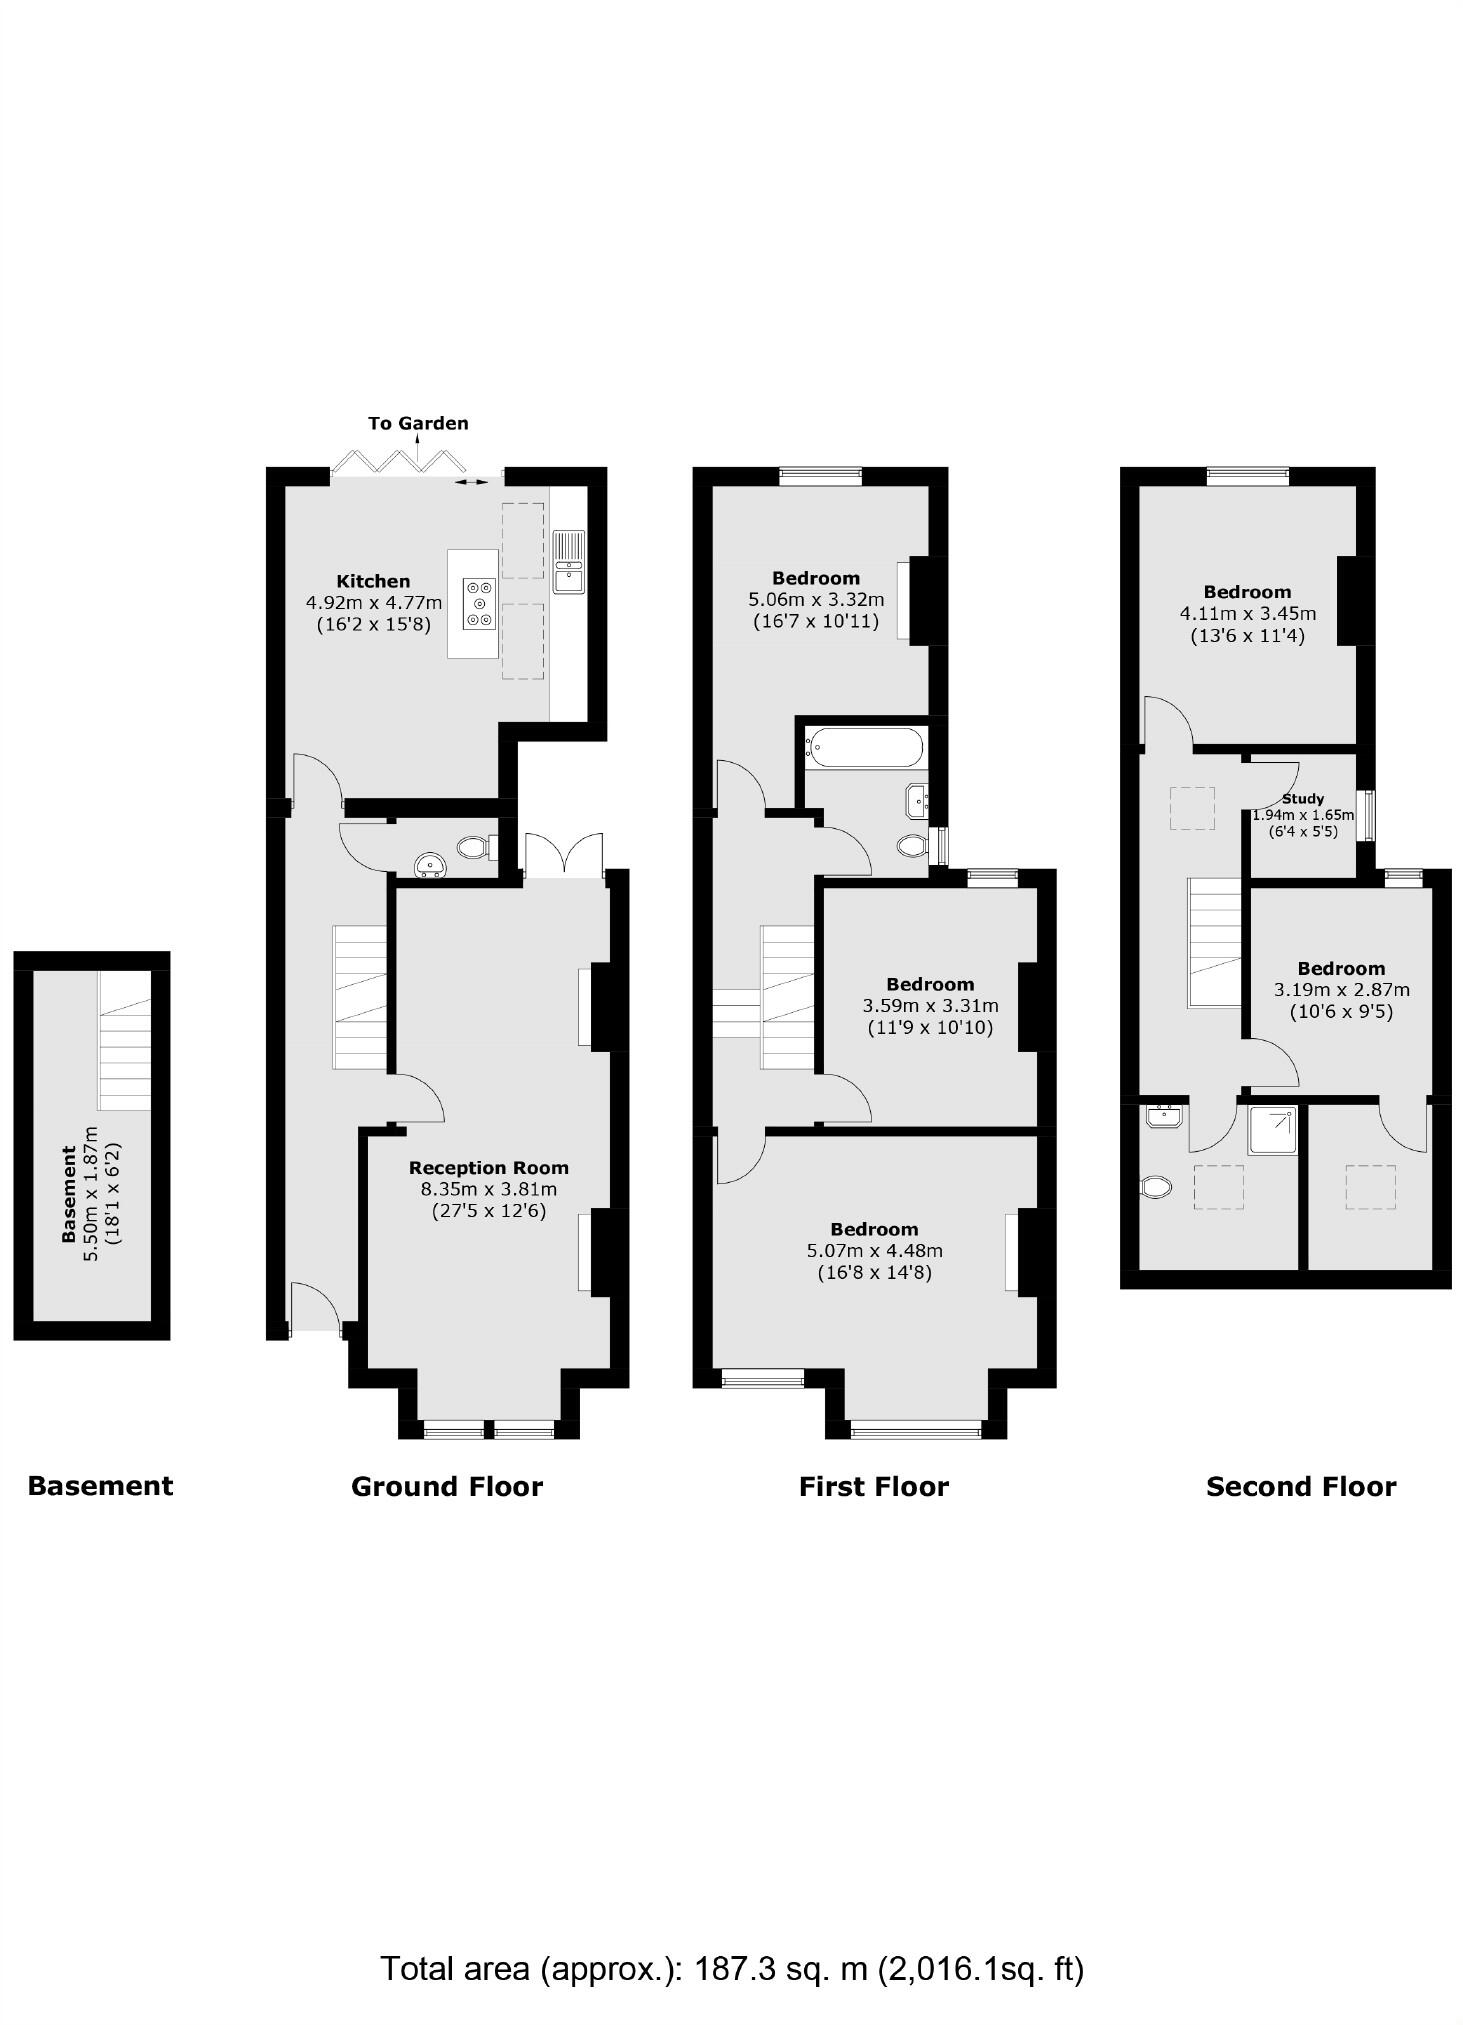 To Garden
Kitchen
4.92m x 4.77m
(16'2 x 15'8)
Bedroom
5.06m x 3.32m
(16'7 x 10'11)
Bedroom
4.11m x 3.45m
(13'6 x 11'4)
Study
1.94m x 1.65m
(6'4 x 5'5)
Bedroom
3.59m x 3.31m
(11'9 x 10'10)
Bedroom
3.19m x 2.87m
(10'6 x 9'5)
Basement
5.50m x 1.87m
(18'1 x 6'2)
Reception Room
8.35m x 3.81m
(27'5 x 12'6)
Bedroom
5.07m x 4.48m
(16'8 x 14'8)
Basement
Ground Floor
First Floor
Second Floor
Total area (approx.): 187.3 sq. m (2,016.1sq. ft)